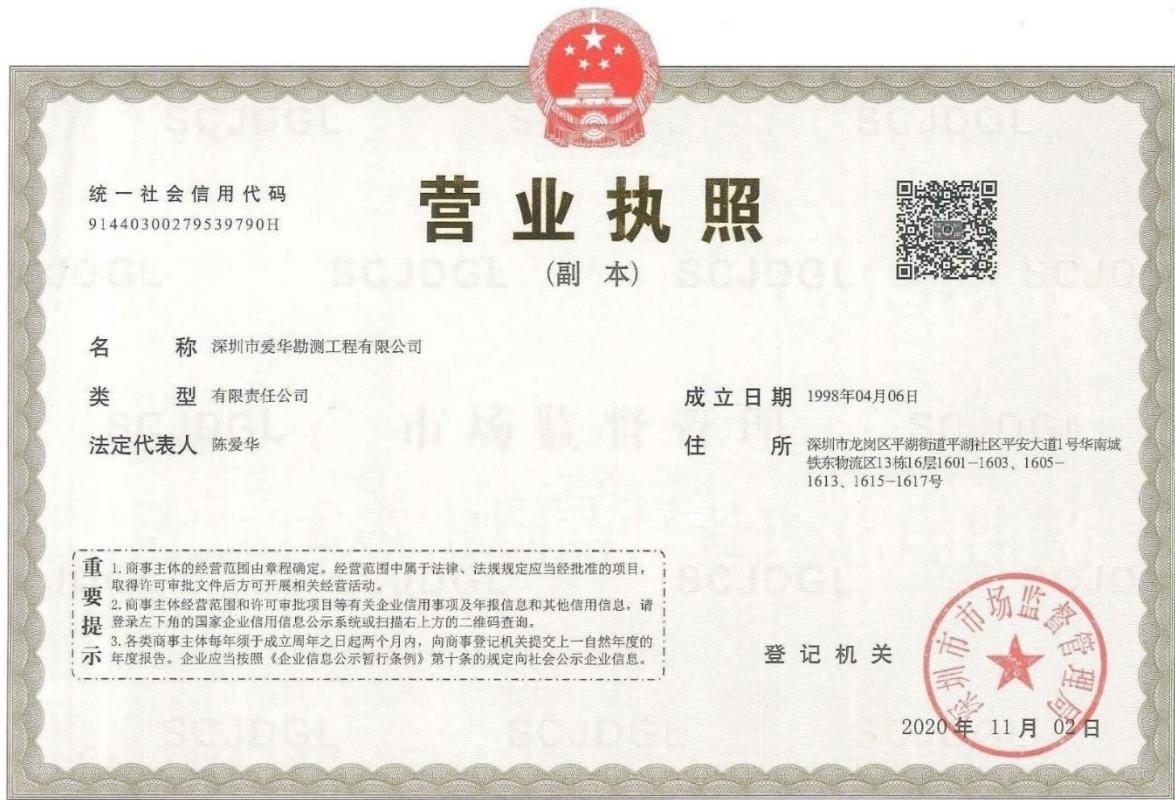 统一社会信用代码
91440300279539790H
营业执照
(副 本)
名 称 深圳市爱华勘测工程有限公司
类 型 有限责任公司
法定代表人 陈爱华
成立日期 1998年04月06日
住 所 深圳市龙岗区平湖街道平湖社区平安大道1号华南城
铁东物流区13栋16层1601-1603、1605-
1613、1615-1617号
重要提示
1.商事主体的经营范围由章程确定。经营范围中属于法律、法规规定应当经批准的项目，
取得许可审批文件后方可开展相关经营活动。
2.商事主体经营范围和许可审批项目等有关企业信用事项及年报信息和其他信用信息，请
登录左下角的国家企业信用信息公示系统或扫描右上方的二维码查询。
3.各类商事主体每年须于成立周年之日起两个月内，向商事登记机关提交上一自然年度的
年度报告。企业应当按照《企业信息公示暂行条例》第十条的规定向社会公示企业信息。
登记机关
深圳市市场监督管理局
2020年 11月 02日
SCJDGL
市场监督管理